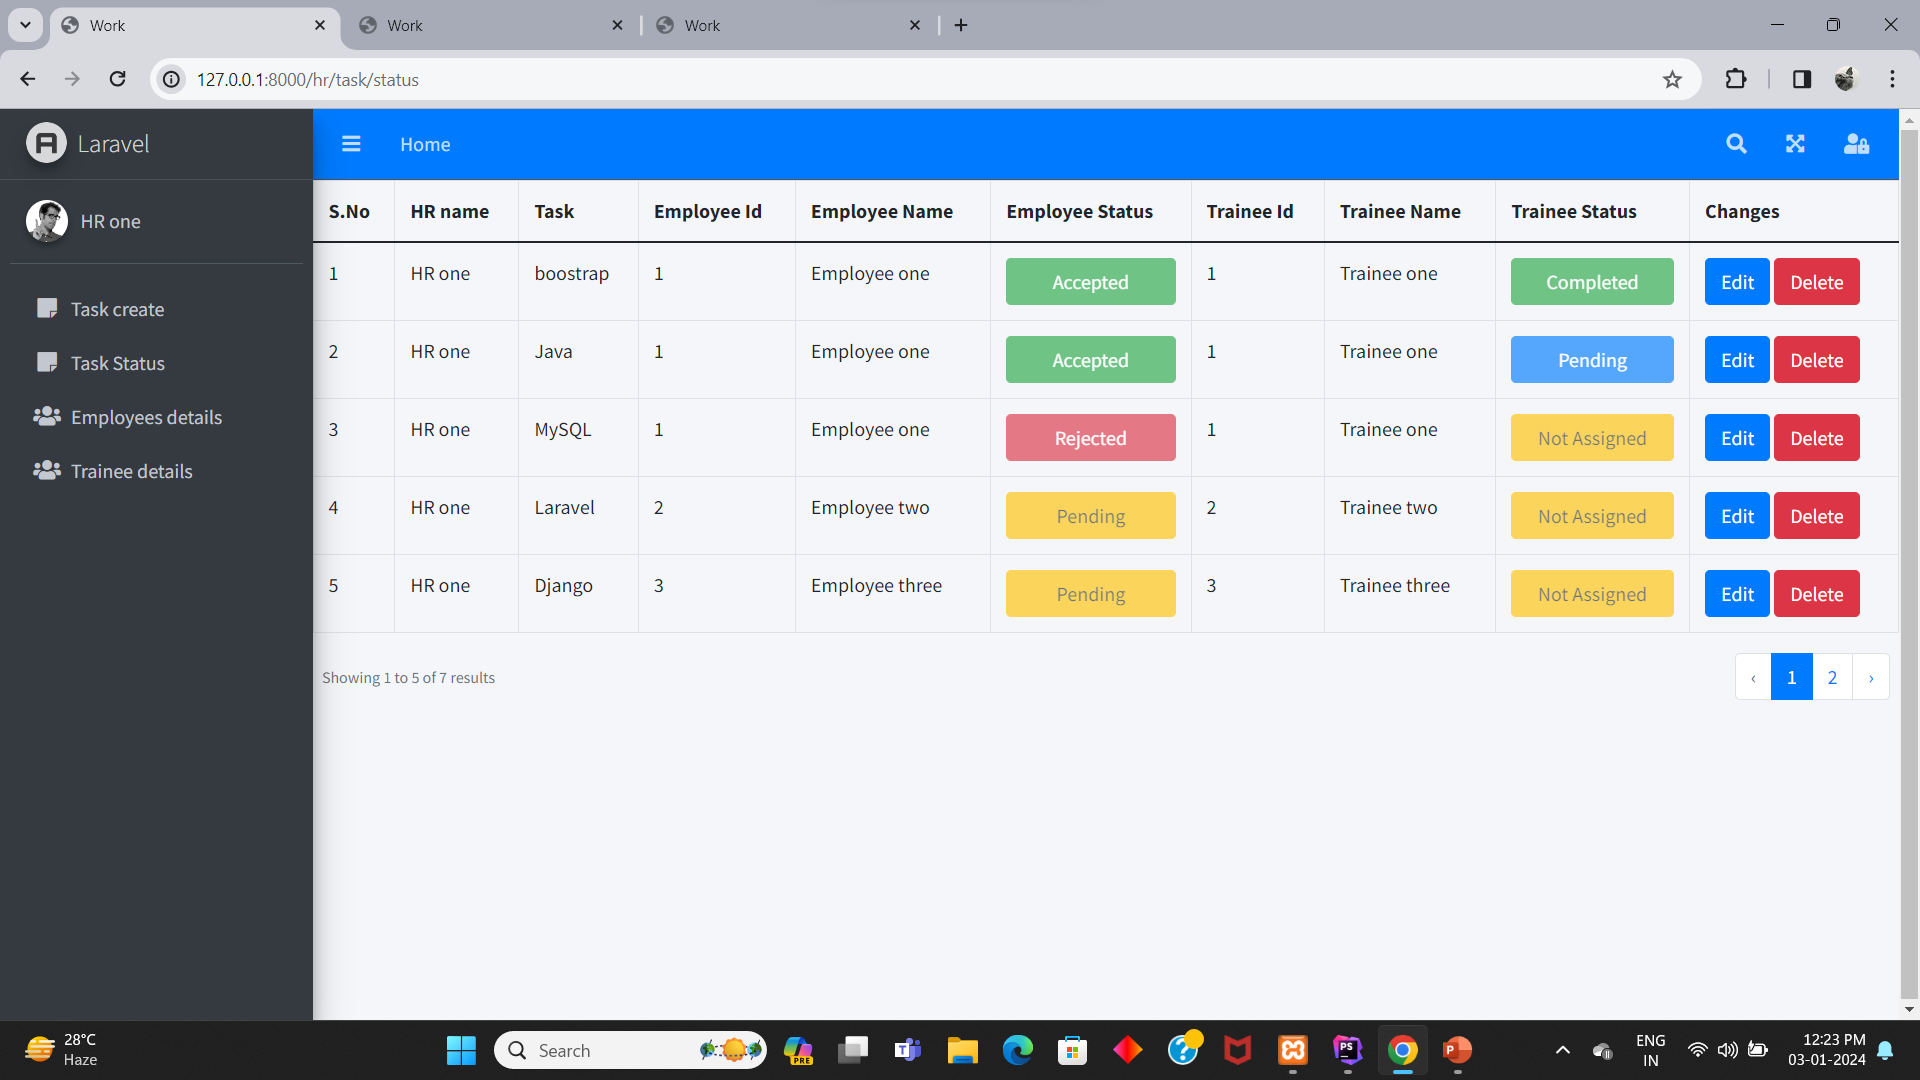 Work
Work
Work
127.0.0.1:8000/hr/task/status
Laravel
Home
HR one
Task create
Task Status
Employees details
Trainee details
S.No HR name Task Employee Id Employee Name Employee Status Trainee Id Trainee Name Trainee Status Changes
1 HR one boostrap 1 Employee one Accepted 1 Trainee one Completed Edit Delete
2 HR one Java 1 Employee one Accepted 1 Trainee one Pending Edit Delete
3 HR one MySQL 1 Employee one Rejected 1 Trainee one Not Assigned Edit Delete
4 HR one Laravel 2 Employee two Pending 2 Trainee two Not Assigned Edit Delete
5 HR one Django 3 Employee three Pending 3 Trainee three Not Assigned Edit Delete
Showing 1 to 5 of 7 results
‹ 1 2 ›
28°C
Haze
Search
PRE
PS
P
ENG
IN
12:23 PM
03-01-2024